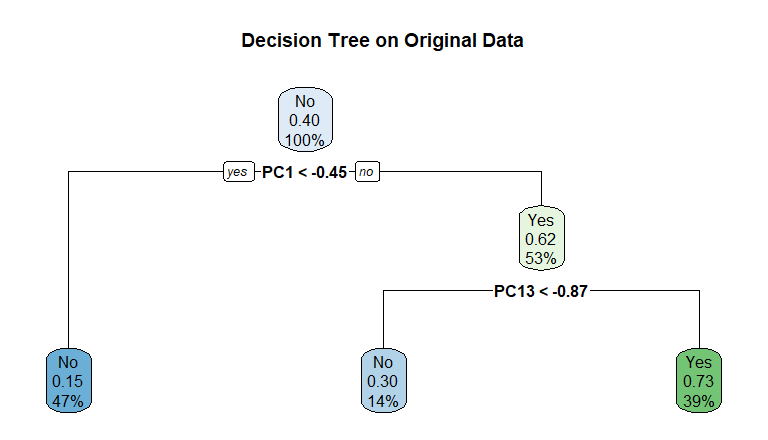 Decision Tree on Original Data
No
0.40
100%
yes PC1 < -0.45 no
Yes
0.62
53%
PC13 < -0.87
No
0.15
47%
No
0.30
14%
Yes
0.73
39%